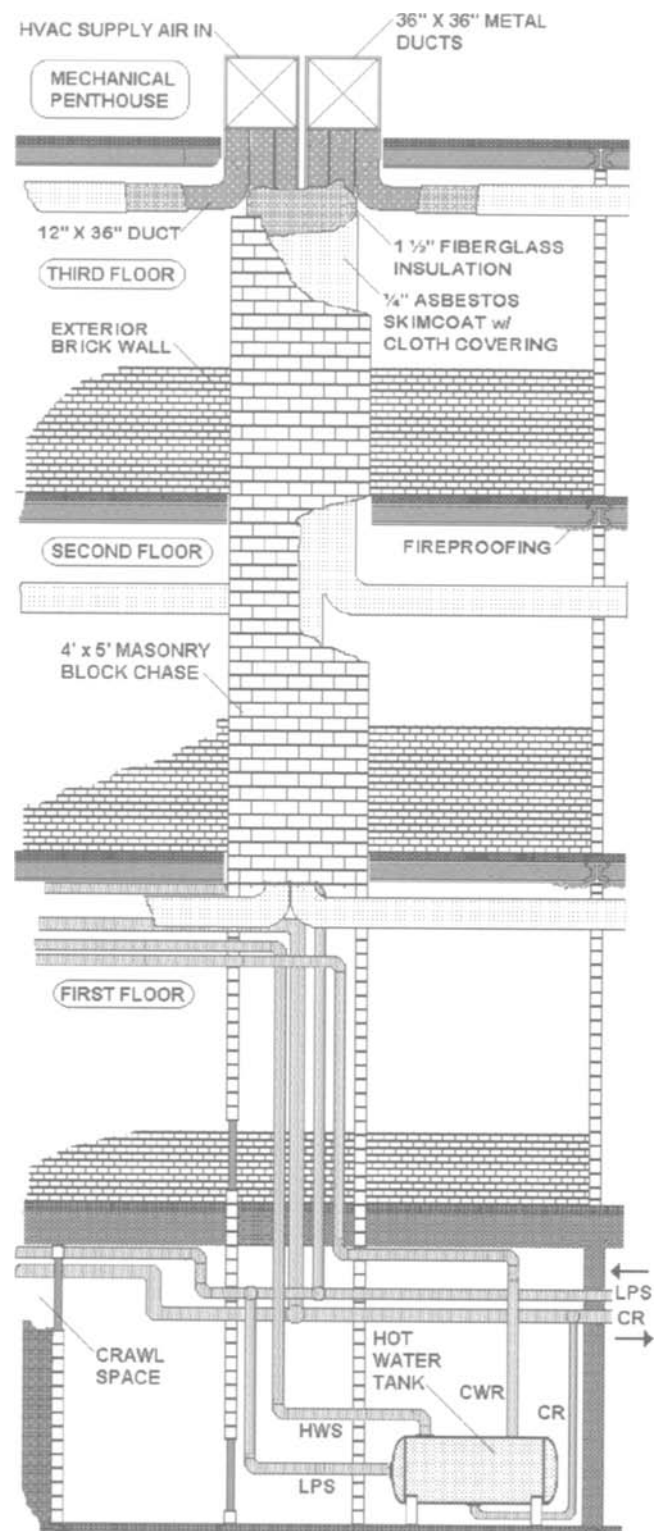 HVAC SUPPLY AIR IN
36" X 36" METAL
DUCTS
MECHANICAL
PENTHOUSE
12" X 36" DUCT
1 ½" FIBERGLASS
INSULATION
THIRD FLOOR
¼" ASBESTOS
SKIMCOAT w/
CLOTH COVERING
EXTERIOR
BRICK WALL
SECOND FLOOR
FIREPROOFING
4' x 5' MASONRY
BLOCK CHASE
FIRST FLOOR
LPS
CR
CRAWL
SPACE
HOT
WATER
TANK
CWR
CR
HWS
LPS